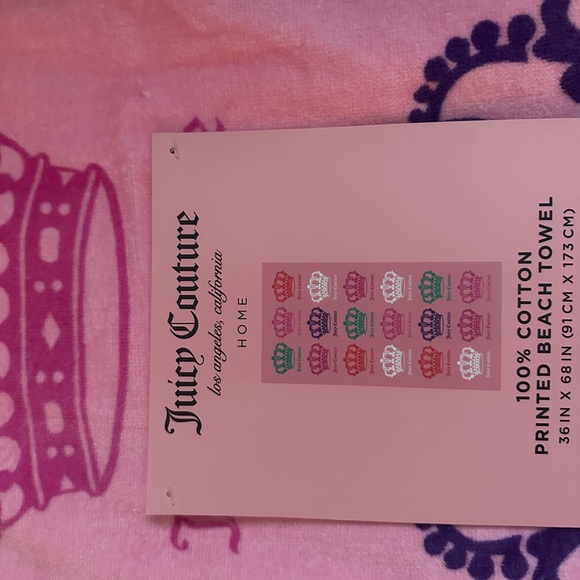 Juicy Couture
los angeles, california
HOME
100% COTTON
PRINTED BEACH TOWEL
36 IN X 68 IN (91 CM X 173 CM)